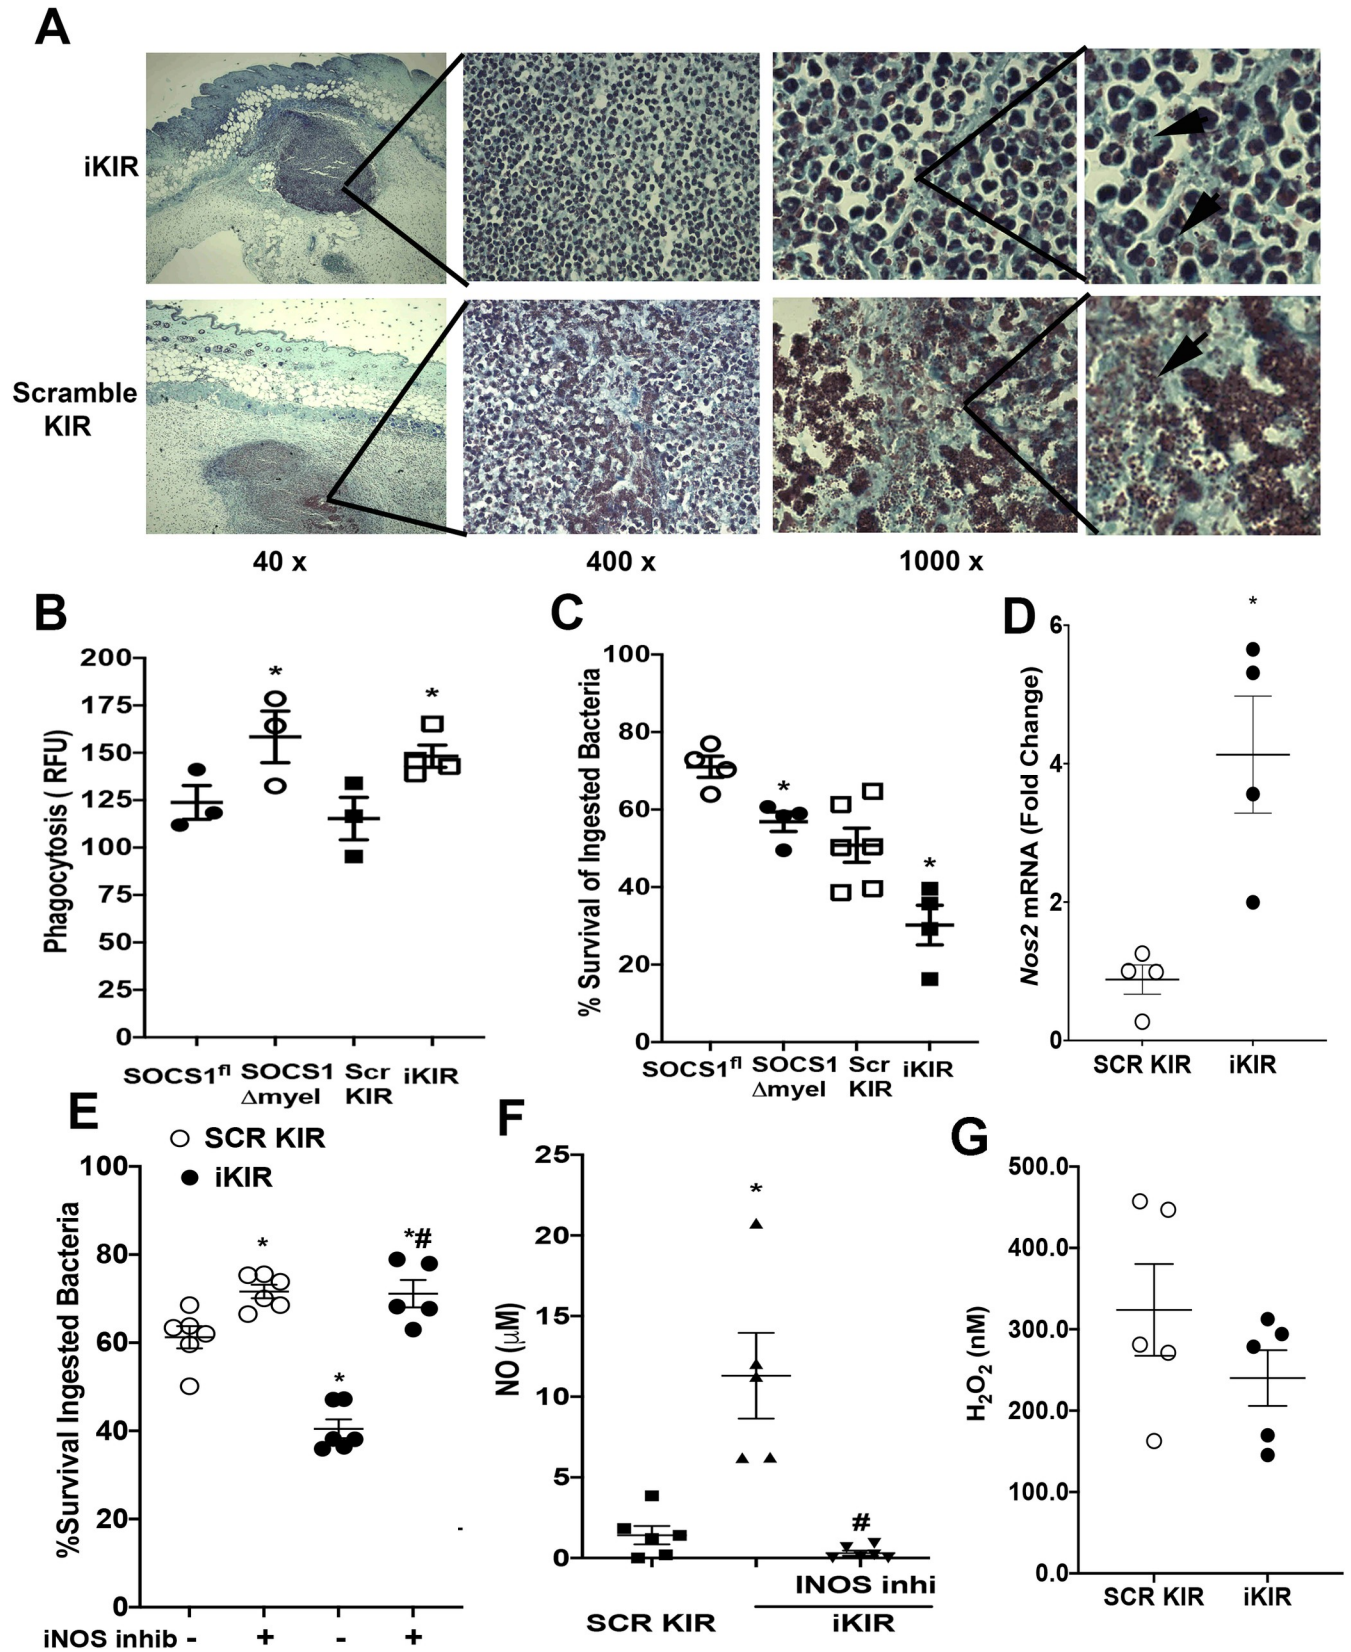 A
iKIR
Scramble
KIR
40 x
400 x
1000 x
B
200
175
150
125
100
75
50
25
0
Phagocytosis ( RFU)
*
*
SOCS1fl
SOCS1
Δmyel
Scr
KIR
iKIR
C
100
80
60
40
20
0
% Survival of Ingested Bacteria
*
*
SOCS1fl
SOCS1
Δmyel
Scr
KIR
iKIR
D
6
4
2
0
Nos2 mRNA (Fold Change)
*
SCR KIR
iKIR
E
SCR KIR
iKIR
100
80
60
40
20
0
%Survival Ingested Bacteria
*
*
*#
iNOS inhib - + - +
F
25
20
15
10
5
0
NO (μM)
*
#
INOS inhi
SCR KIR
iKIR
G
500.0
400.0
300.0
200.0
100.0
0.0
H2O2 (nM)
SCR KIR
iKIR